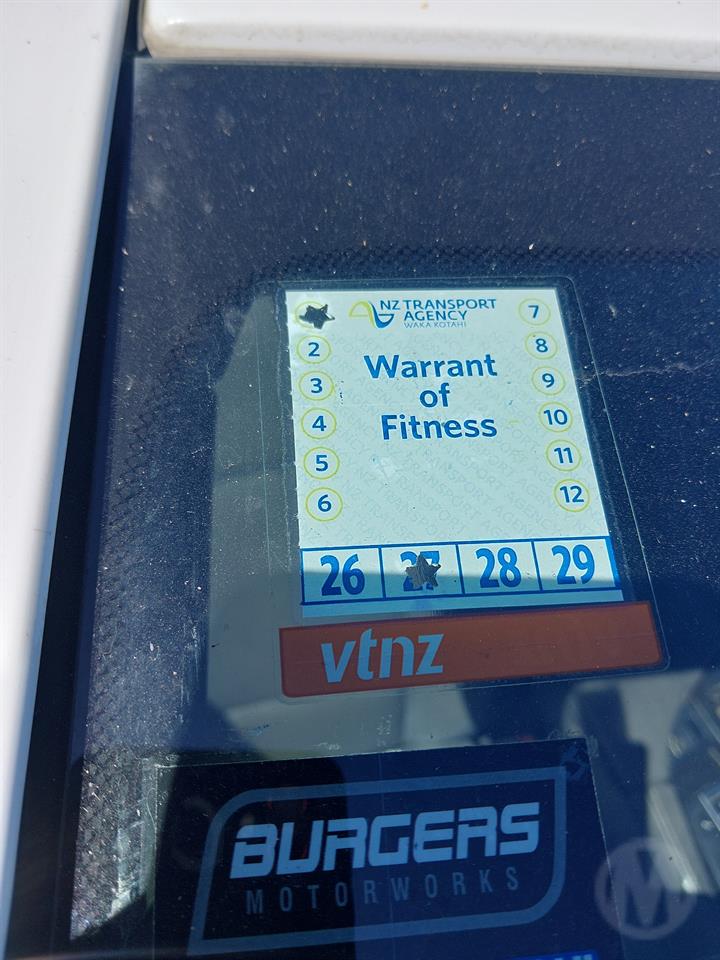 NZ TRANSPORT
AGENCY
WAKA KOTAHI
7
2
8
Warrant
of
Fitness
3
9
4
10
5
11
6
12
26 27 28 29
vtnz
BURGERS
MOTORWORKS
M